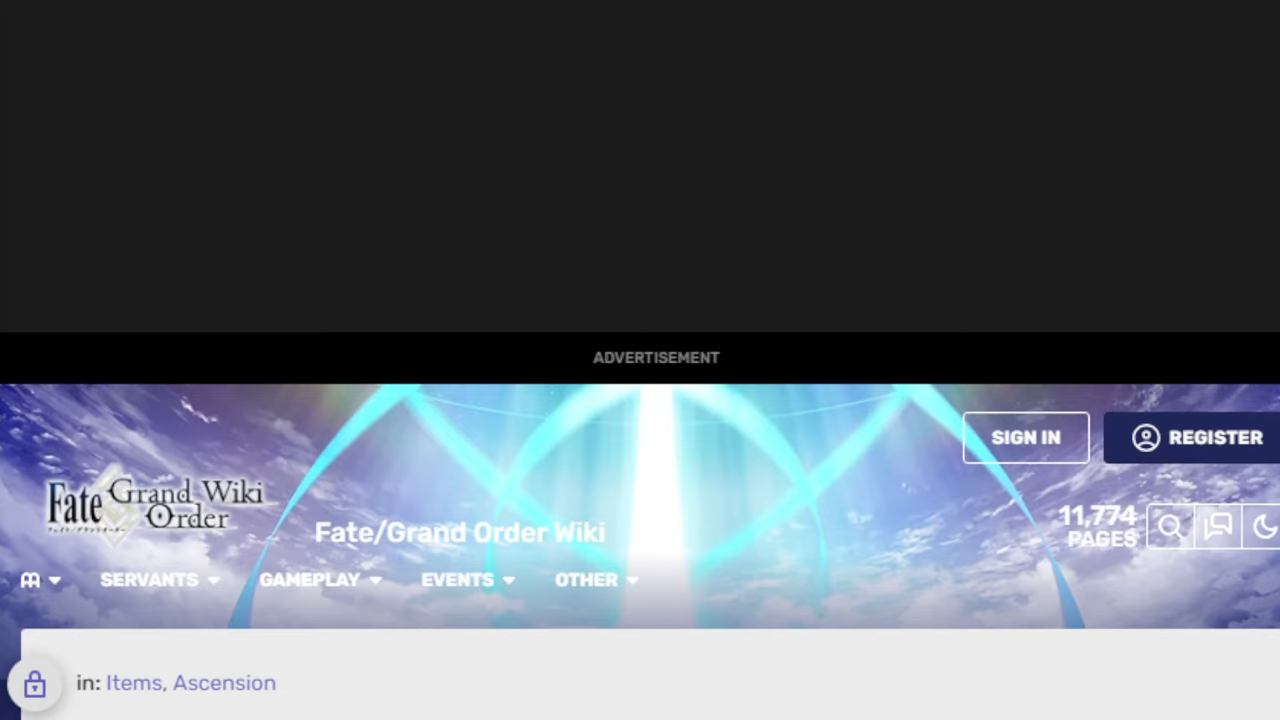 ADVERTISEMENT
SIGN IN
REGISTER
Fate Grand Wiki
Order
Fate/Grand Order Wiki
11,774
PAGES
SERVANTS
GAMEPLAY
EVENTS
OTHER
in: Items, Ascension